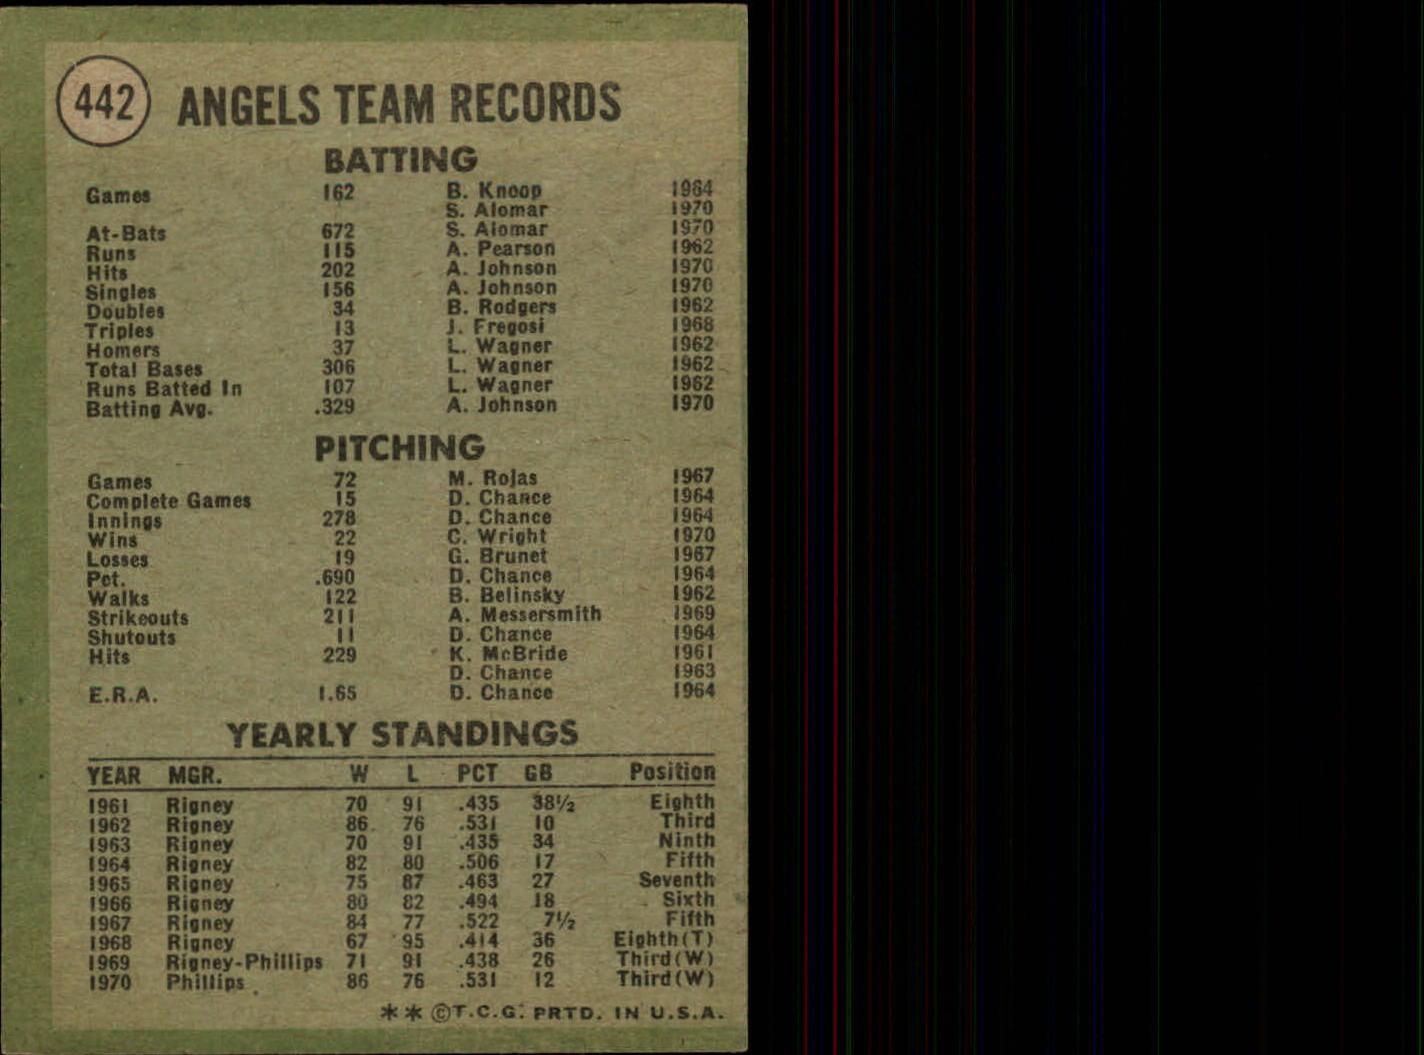 442 ANGELS TEAM RECORDS
BATTING
Games 162 B. Knoop 1964
S. Alomar 1970
At-Bats 672 S. Alomar 1970
Runs 115 A. Pearson 1962
Hits 202 A. Johnson 1970
Singles 156 A. Johnson 1970
Doubles 34 B. Rodgers 1962
Triples 13 J. Fregosi 1968
Homers 37 L. Wagner 1962
Total Bases 306 L. Wagner 1962
Runs Batted In 107 L. Wagner 1962
Batting Avg. .329 A. Johnson 1970
PITCHING
Games 72 M. Rojas 1967
Complete Games 15 D. Chance 1964
Innings 278 D. Chance 1964
Wins 22 C. Wright 1970
Losses 19 G. Brunet 1967
Pct. .690 D. Chance 1964
Walks 122 B. Belinsky 1962
Strikeouts 211 A. Messersmith 1969
Shutouts 11 D. Chance 1964
Hits 229 K. McBride 1961
D. Chance 1963
E.R.A. 1.65 D. Chance 1964
YEARLY STANDINGS
YEAR MGR. W L PCT GB Position
1961 Rigney 70 91 .435 38½ Eighth
1962 Rigney 86 76 .531 10 Third
1963 Rigney 70 91 .435 34 Ninth
1964 Rigney 82 80 .506 17 Fifth
1965 Rigney 75 87 .463 27 Seventh
1966 Rigney 80 82 .494 18 Sixth
1967 Rigney 84 77 .522 7½ Fifth
1968 Rigney 67 95 .414 36 Eighth(T)
1969 Rigney-Phillips 71 91 .438 26 Third(W)
1970 Phillips 86 76 .531 12 Third(W)
** ©T.C.G. PRTD. IN U.S.A.